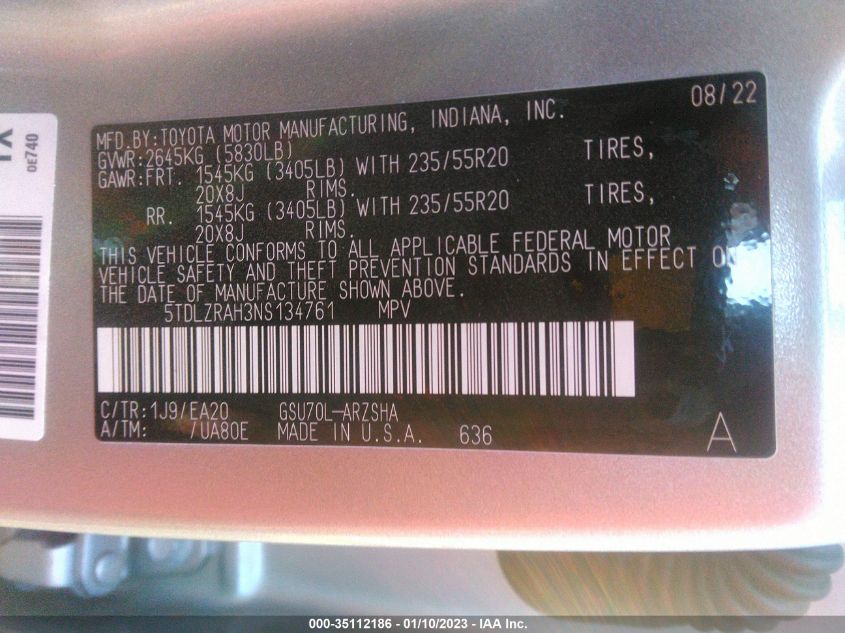 08/22
MFD.BY:TOYOTA MOTOR MANUFACTURING, INDIANA, INC.
GVWR:2645KG (5830LB)
GAWR:FRT. 1545KG (3405LB) WITH 235/55R20 TIRES,
20X8J RIMS.
RR. 1545KG (3405LB) WITH 235/55R20 TIRES,
20X8J RIMS.
THIS VEHICLE CONFORMS TO ALL APPLICABLE FEDERAL MOTOR
VEHICLE SAFETY AND THEFT PREVENTION STANDARDS IN EFFECT ON
THE DATE OF MANUFACTURE SHOWN ABOVE.
5TDLZRAH3NS134761 MPV
C/TR:1J9/EA20 GSU70L-ARZSHA
A/TM: /UA80E MADE IN U.S.A. 636 A
0E740
000-35112186 - 01/10/2023 - IAA Inc.